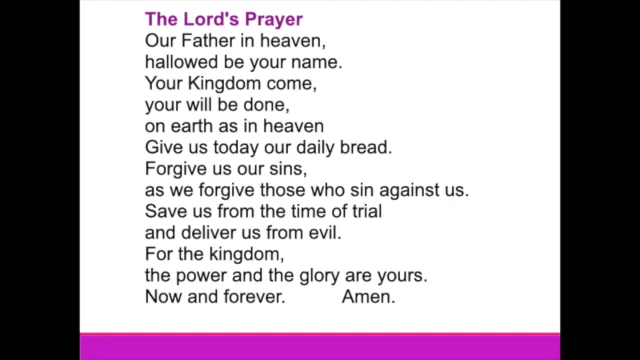 The Lord's Prayer
Our Father in heaven,
hallowed be your name.
Your Kingdom come,
your will be done,
on earth as in heaven
Give us today our daily bread.
Forgive us our sins,
as we forgive those who sin against us.
Save us from the time of trial
and deliver us from evil.
For the kingdom,
the power and the glory are yours.
Now and forever. Amen.